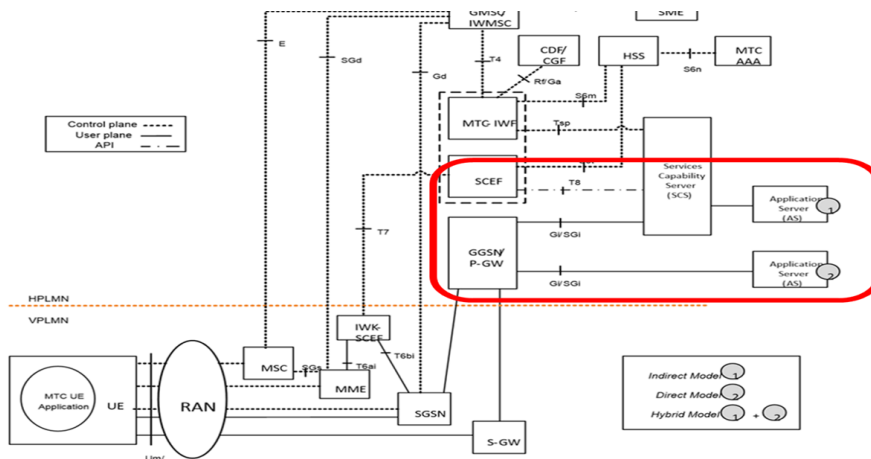 GMSC/
IWMSC
SME
CDF/
CGF
HSS
MTC
AAA
E
SGd
Gd
T4
Rf/Ga
S6n
S6m
Control plane
User plane
API
MTC-IWF
Tsp
Services
Capability
Server
(SCS)
SCEF
T8
Application
Server
(AS)
1
T7
Gi/SGi
GGSN/
P-GW
Application
Server
(AS)
2
Gi/SGi
HPLMN
VPLMN
IWK-
SCEF
MSC
SGs
T6ai
T6bi
MME
MTC UE
Application
UE
RAN
SGSN
S-GW
Indirect Model 1
Direct Model 2
Hybrid Model 1 + 2
Um/